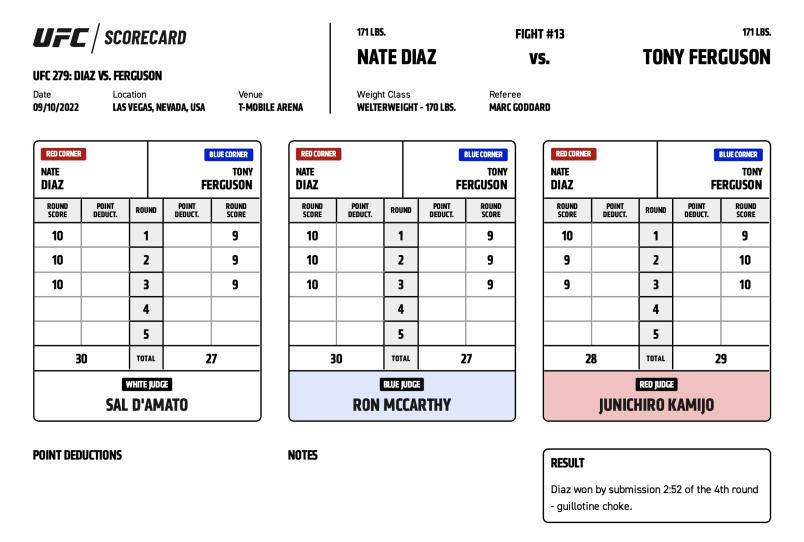 UFC / SCORECARD
UFC 279: DIAZ VS. FERGUSON
Date Location Venue
09/10/2022 LAS VEGAS, NEVADA, USA T-MOBILE ARENA
171 LBS. FIGHT #13 171 LBS.
NATE DIAZ VS. TONY FERGUSON
Weight Class Referee
WELTERWEIGHT - 170 LBS. MARC GODDARD
RED CORNER BLUE CORNER
NATE TONY
DIAZ FERGUSON
ROUND SCORE POINT DEDUCT. ROUND POINT DEDUCT. ROUND SCORE
10 1 9
10 2 9
10 3 9
4
5
30 TOTAL 27
WHITE JUDGE
SAL D'AMATO
RED CORNER BLUE CORNER
NATE TONY
DIAZ FERGUSON
ROUND SCORE POINT DEDUCT. ROUND POINT DEDUCT. ROUND SCORE
10 1 9
10 2 9
10 3 9
4
5
30 TOTAL 27
BLUE JUDGE
RON MCCARTHY
RED CORNER BLUE CORNER
NATE TONY
DIAZ FERGUSON
ROUND SCORE POINT DEDUCT. ROUND POINT DEDUCT. ROUND SCORE
10 1 9
9 2 10
9 3 10
4
5
28 TOTAL 29
RED JUDGE
JUNICHIRO KAMIJO
POINT DEDUCTIONS
NOTES
RESULT
Diaz won by submission 2:52 of the 4th round
- guillotine choke.